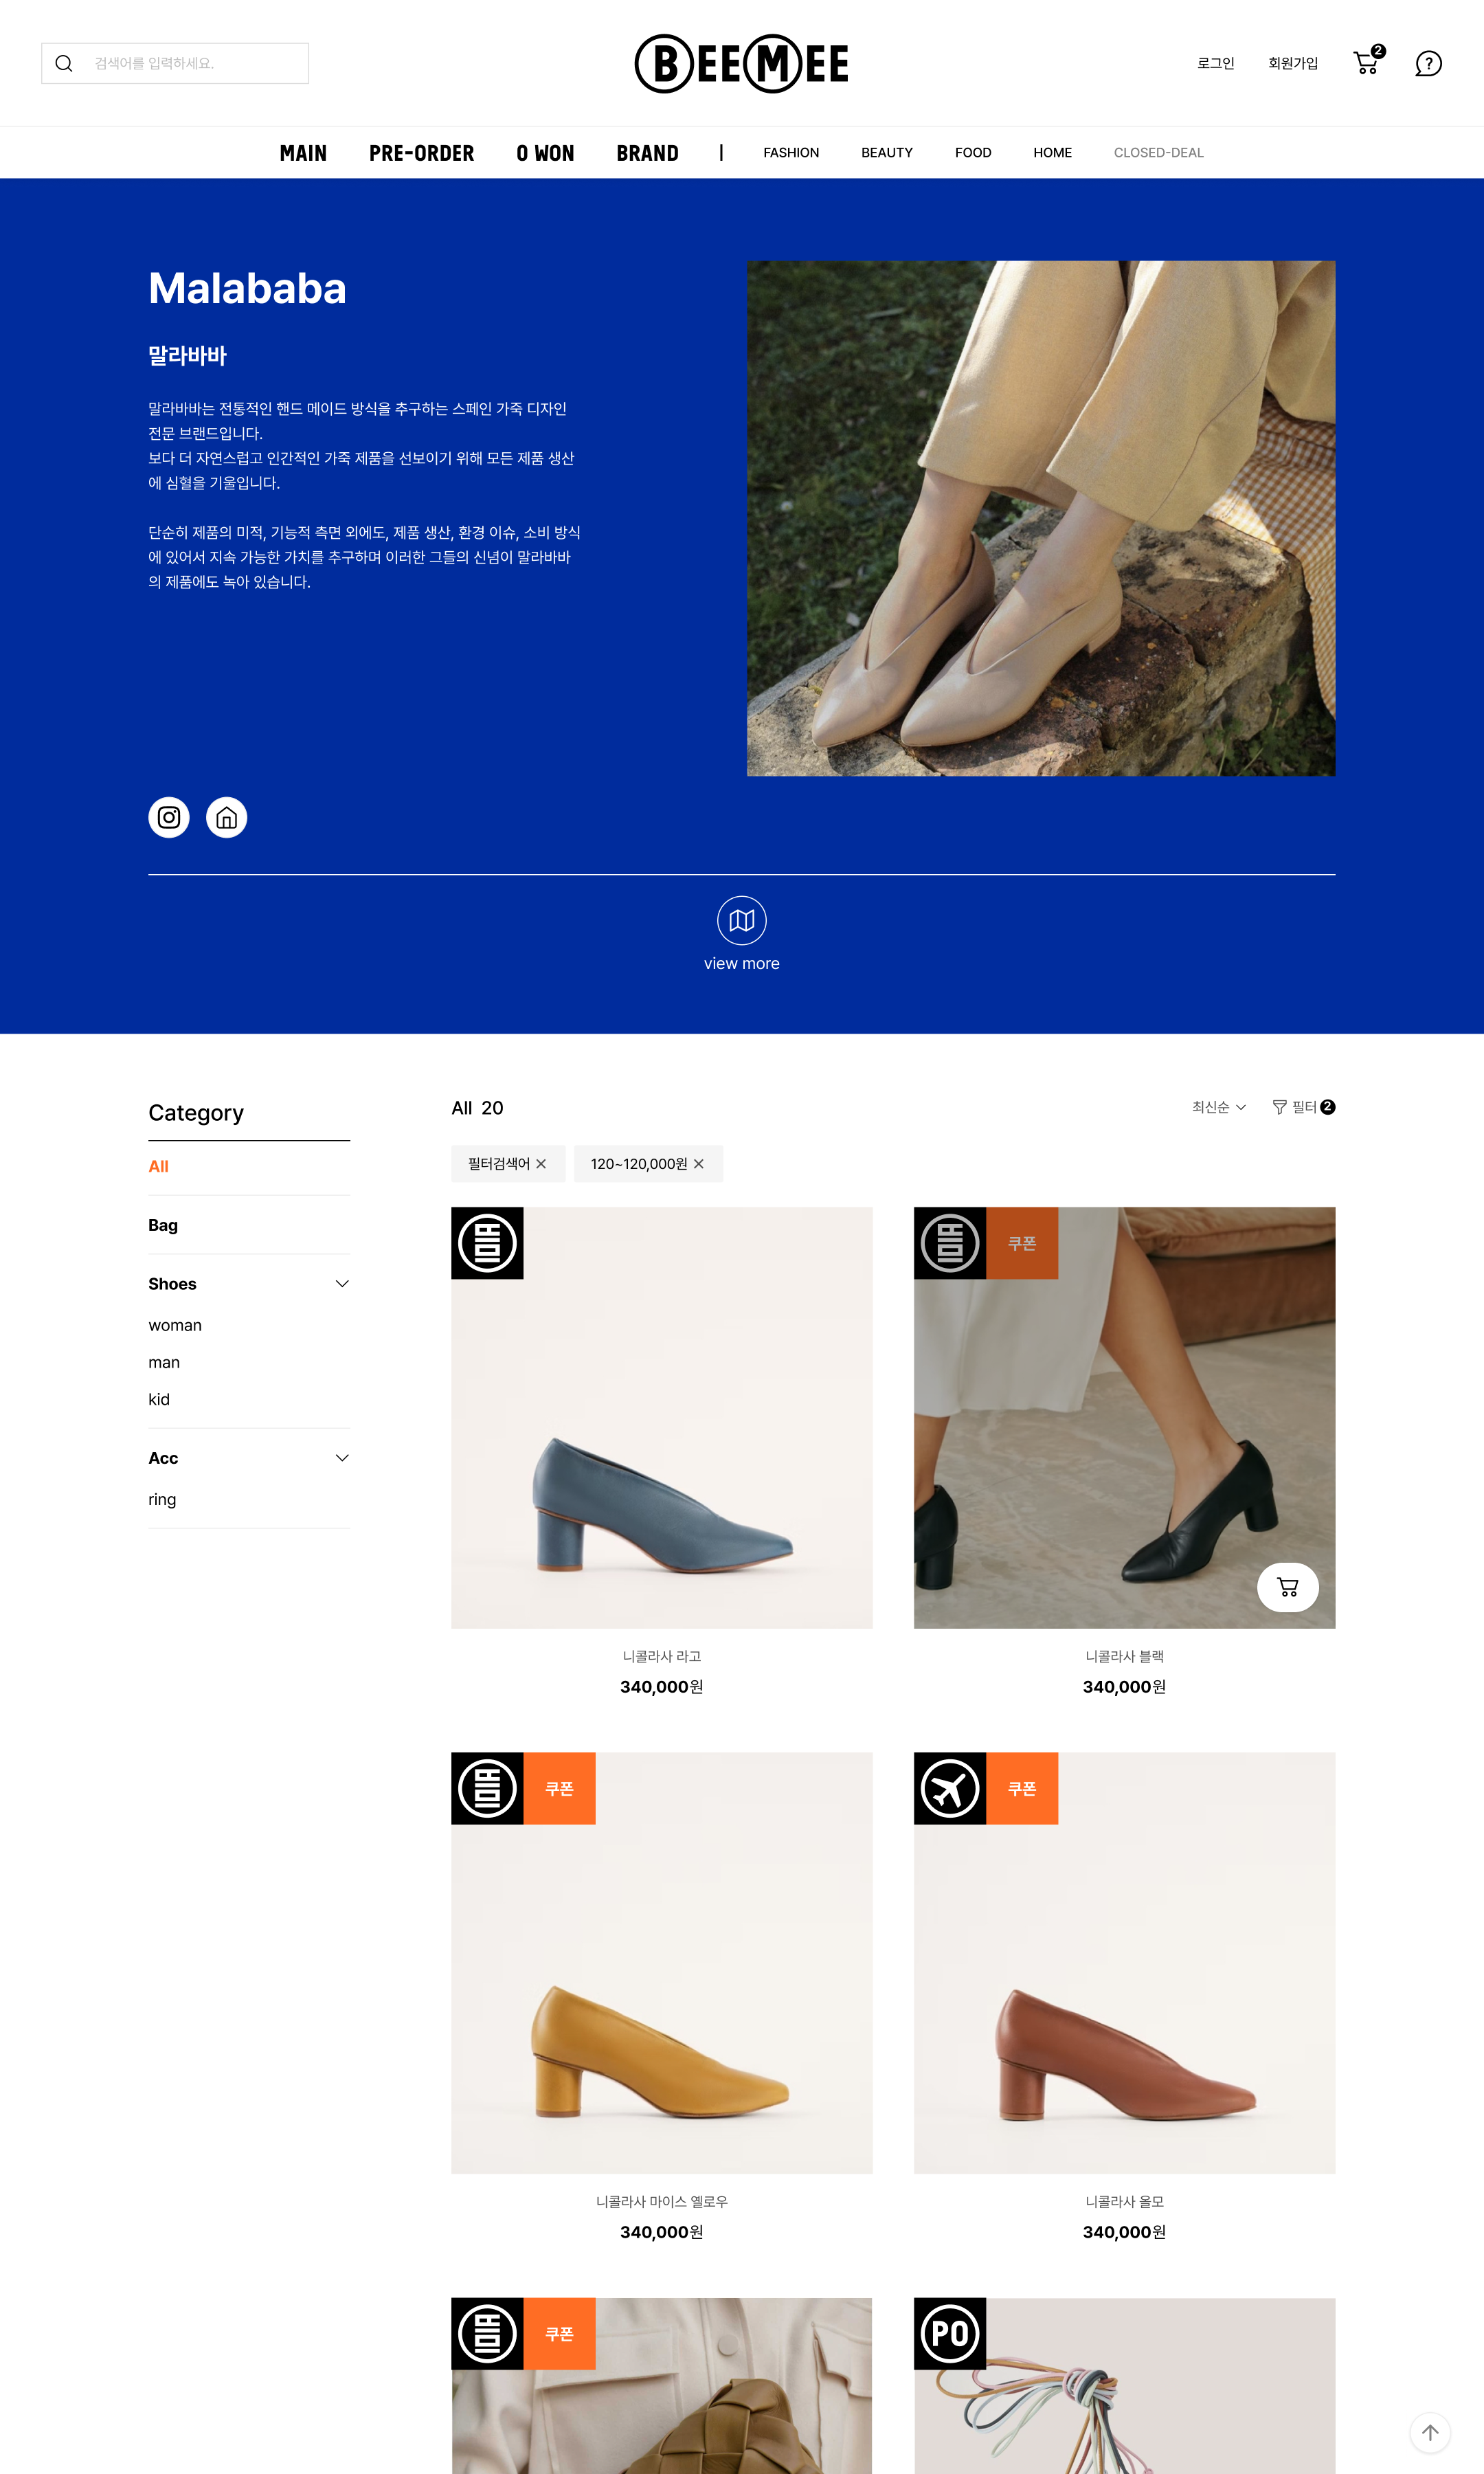 검색어를 입력하세요.
BEEMEE
로그인
회원가입
2
?
MAIN
PRE-ORDER
0 WON
BRAND
|
FASHION
BEAUTY
FOOD
HOME
CLOSED-DEAL
Malababa
말라바바
말라바바는 전통적인 핸드 메이드 방식을 추구하는 스페인 가죽 디자인
전문 브랜드입니다.
보다 더 자연스럽고 인간적인 가죽 제품을 선보이기 위해 모든 제품 생산
에 심혈을 기울입니다.
단순히 제품의 미적, 기능적 측면 외에도, 제품 생산, 환경 이슈, 소비 방식
에 있어서 지속 가능한 가치를 추구하며 이러한 그들의 신념이 말라바바
의 제품에도 녹아 있습니다.
view more
Category
All
Bag
Shoes
woman
man
kid
Acc
ring
All 20
최신순
필터 2
필터검색어
120~120,000원
뜸
니콜라사 라고
340,000원
뜸
쿠폰
니콜라사 블랙
340,000원
뜸
쿠폰
니콜라사 마이스 옐로우
340,000원
쿠폰
니콜라사 올모
340,000원
뜸
쿠폰
PO